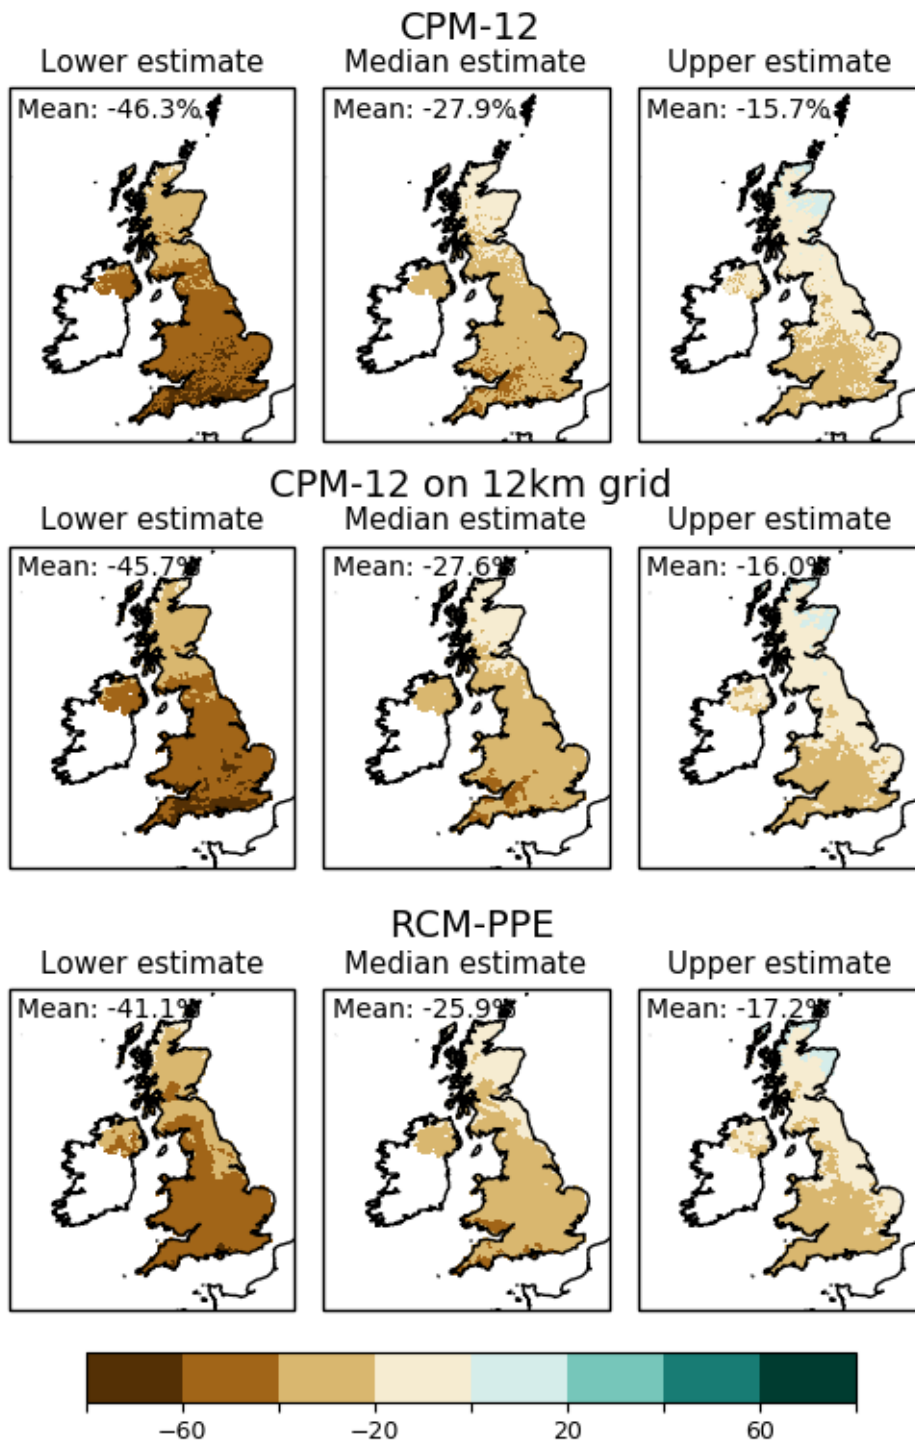 CPM-12
Lower estimate Median estimate Upper estimate
Mean: -46.3% Mean: -27.9% Mean: -15.7%
CPM-12 on 12km grid
Lower estimate Median estimate Upper estimate
Mean: -45.7% Mean: -27.6% Mean: -16.0%
RCM-PPE
Lower estimate Median estimate Upper estimate
Mean: -41.1% Mean: -25.9% Mean: -17.2%
−60 −20 20 60